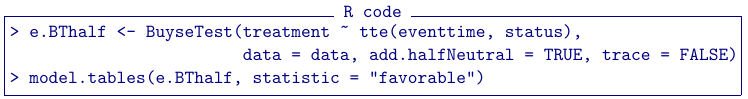 R code
> e.BThalf <- BuyseTest(treatment ~ tte(eventtime, status),
data = data, add.halfNeutral = TRUE, trace = FALSE)
> model.tables(e.BThalf, statistic = "favorable")